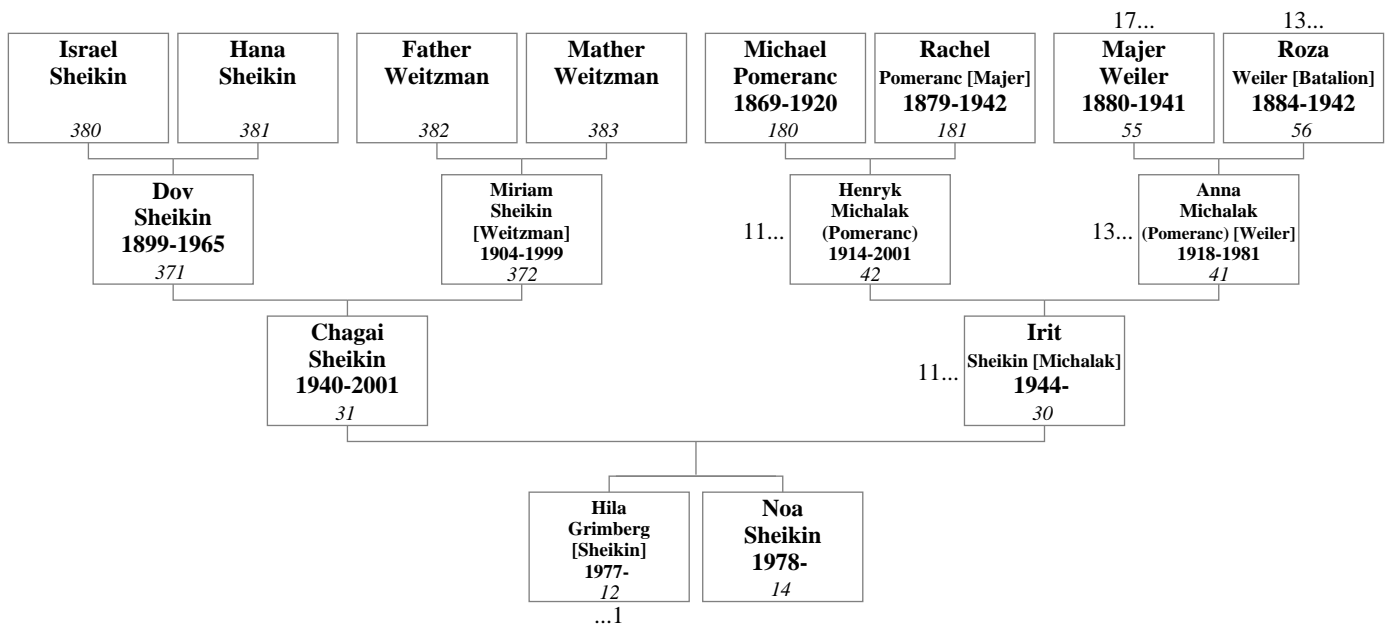 17...
13...
Israel
Sheikin
380
Hana
Sheikin
381
Father
Weitzman
382
Mather
Weitzman
383
Michael
Pomeranc
1869-1920
180
Rachel
Pomeranc [Majer]
1879-1942
181
Majer
Weiler
1880-1941
55
Roza
Weiler [Batalion]
1884-1942
56
Dov
Sheikin
1899-1965
371
Miriam
Sheikin
[Weitzman]
1904-1999
372
11...
Henryk
Michalak
(Pomeranc)
1914-2001
42
13...
Anna
Michalak
(Pomeranc) [Weiler]
1918-1981
41
Chagai
Sheikin
1940-2001
31
11...
Irit
Sheikin [Michalak]
1944-
30
Hila
Grimberg
[Sheikin]
1977-
12
Noa
Sheikin
1978-
14
...1